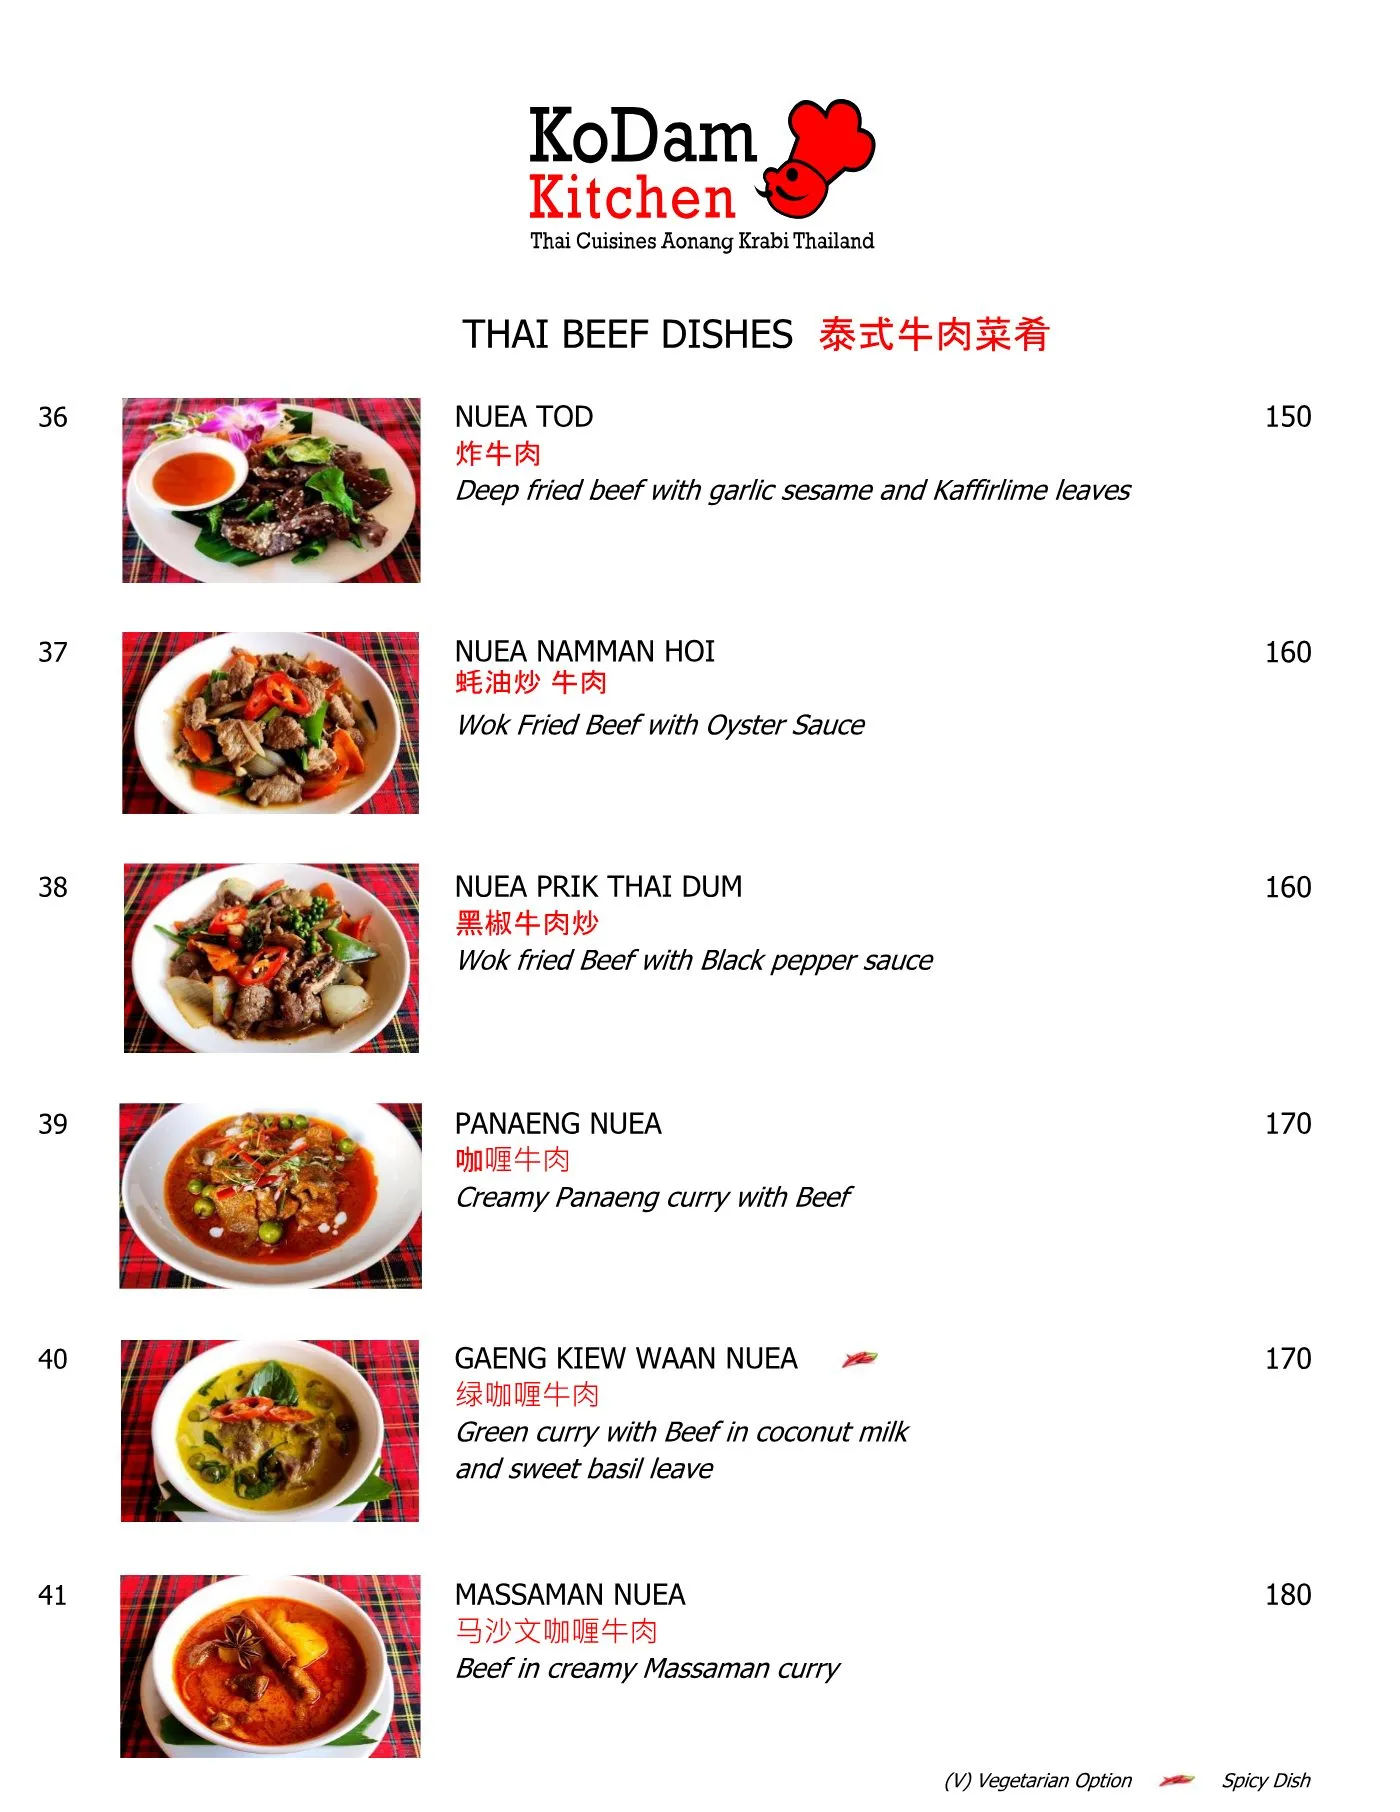 KoDam
Kitchen
Thai Cuisines Aonang Krabi Thailand
THAI BEEF DISHES 泰式牛肉菜肴
36 NUEA TOD 150
炸牛肉
Deep fried beef with garlic sesame and Kaffirlime leaves
37 NUEA NAMMAN HOI 160
蚝油炒 牛肉
Wok Fried Beef with Oyster Sauce
38 NUEA PRIK THAI DUM 160
黑椒牛肉炒
Wok fried Beef with Black pepper sauce
39 PANAENG NUEA 170
咖喱牛肉
Creamy Panaeng curry with Beef
40 GAENG KIEW WAAN NUEA 170
绿咖喱牛肉
Green curry with Beef in coconut milk
and sweet basil leave
41 MASSAMAN NUEA 180
马沙文咖喱牛肉
Beef in creamy Massaman curry
(V) Vegetarian Option Spicy Dish